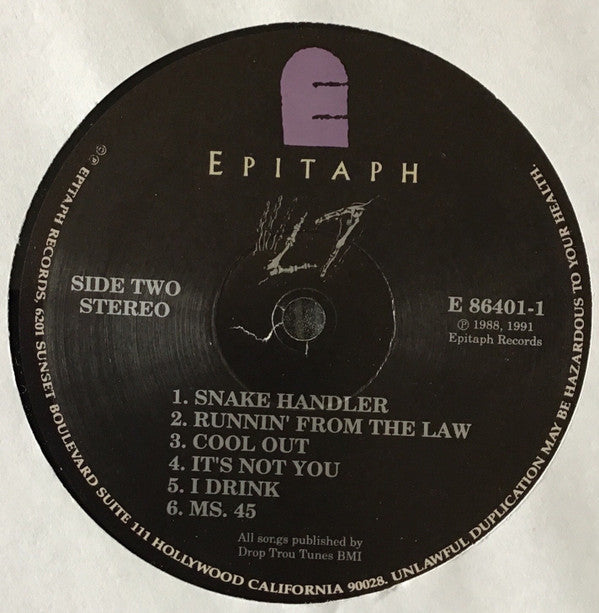 EPITAPH
L7
SIDE TWO
STEREO
E 86401-1
℗ 1988, 1991
Epitaph Records
1. SNAKE HANDLER
2. RUNNIN' FROM THE LAW
3. COOL OUT
4. IT'S NOT YOU
5. I DRINK
6. MS. 45
All songs published by
Drop Trou Tunes BMI
© ℗ EPITAPH RECORDS. 6201 SUNSET BOULEVARD SUITE 111 HOLLYWOOD CALIFORNIA 90028. UNLAWFUL DUPLICATION MAY BE HAZARDOUS TO YOUR HEALTH.